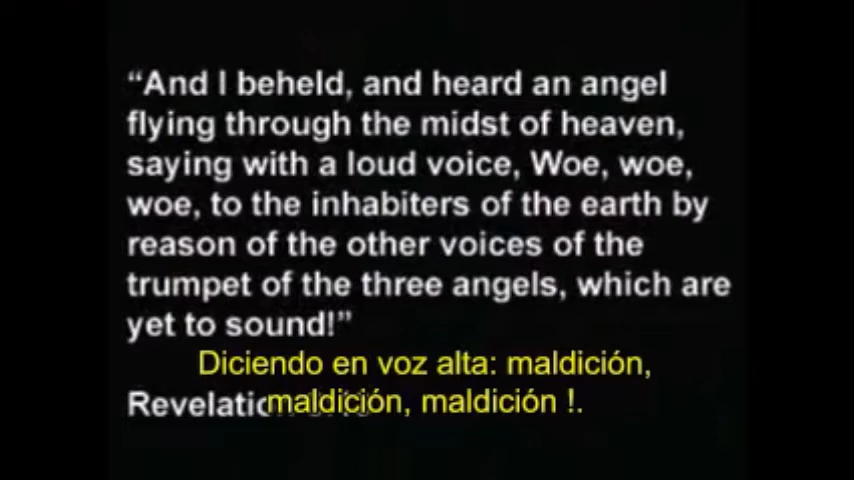 “And I beheld, and heard an angel
flying through the midst of heaven,
saying with a loud voice, Woe, woe,
woe, to the inhabiters of the earth by
reason of the other voices of the
trumpet of the three angels, which are
yet to sound!”
Diciendo en voz alta: maldición,
maldición, maldición !.